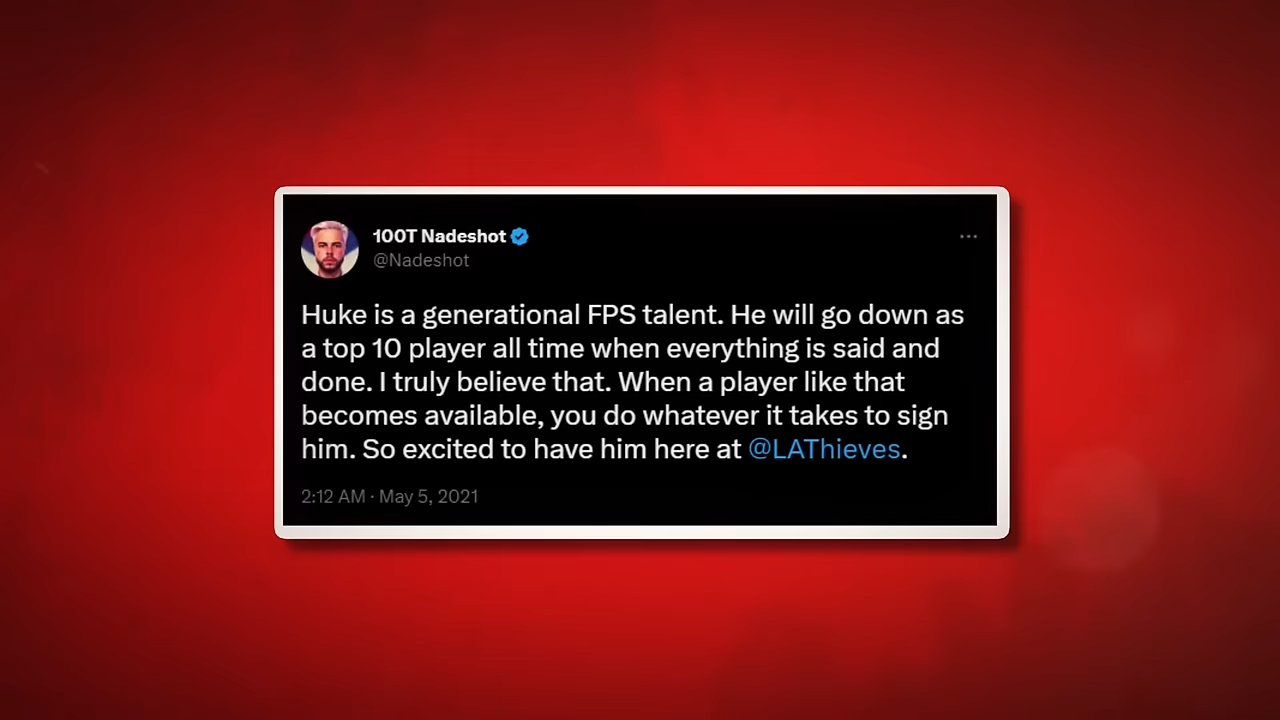 100T Nadeshot
@Nadeshot
Huke is a generational FPS talent. He will go down as
a top 10 player all time when everything is said and
done. I truly believe that. When a player like that
becomes available, you do whatever it takes to sign
him. So excited to have him here at @LAThieves.
2:12 AM · May 5, 2021